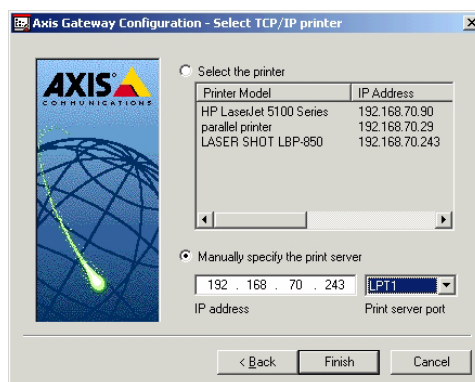 Axis Gateway Configuration - Select TCP/IP printer
AXIS
COMMUNICATIONS
Select the printer
Printer Model IP Address
HP LaserJet 5100 Series 192.168.70.90
parallel printer 192.168.70.29
LASER SHOT LBP-850 192.168.70.243
Manually specify the print server
192 . 168 . 70 . 243 LPT1
IP address Print server port
< Back Finish Cancel